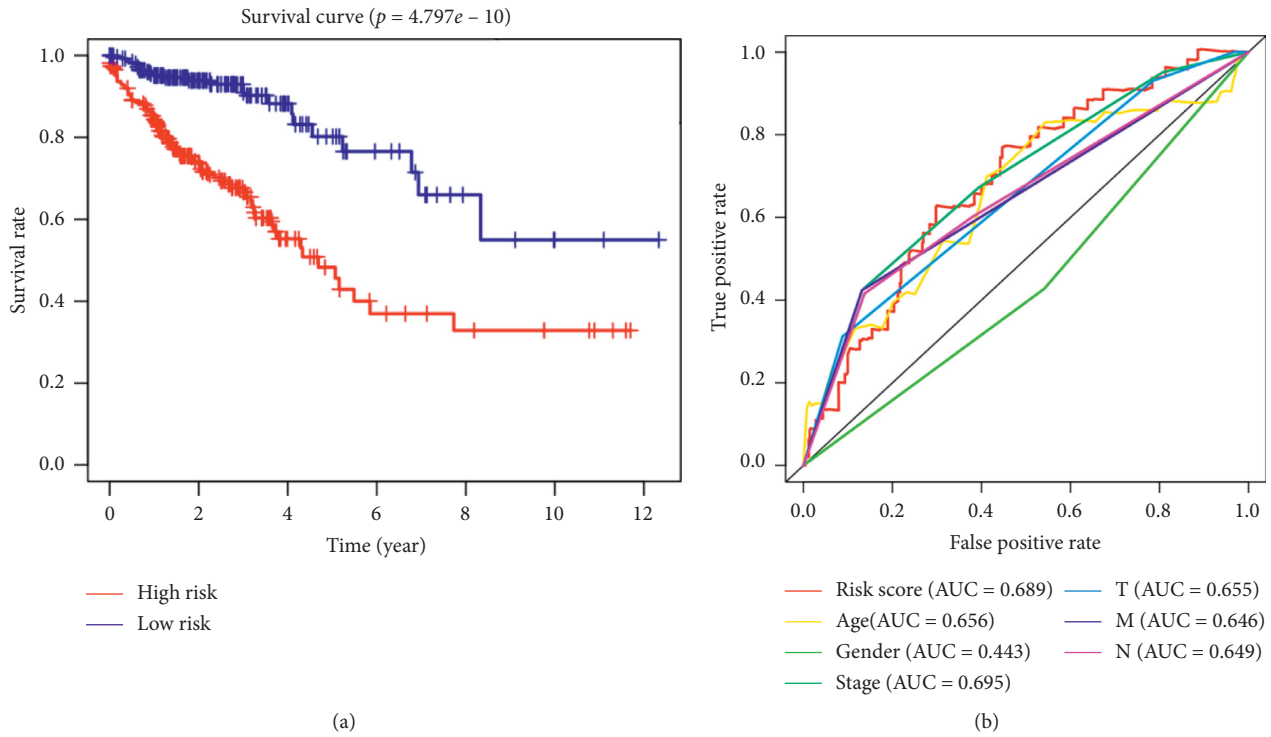 Survival curve (p = 4.797e – 10)
1.0
0.8
0.6
0.4
0.2
0.0
Survival rate
0 2 4 6 8 10 12
Time (year)
High risk
Low risk
(a)
1.0
0.8
0.6
0.4
0.2
0.0
True positive rate
0.0 0.2 0.4 0.6 0.8 1.0
False positive rate
Risk score (AUC = 0.689)
Age(AUC = 0.656)
Gender (AUC = 0.443)
Stage (AUC = 0.695)
T (AUC = 0.655)
M (AUC = 0.646)
N (AUC = 0.649)
(b)